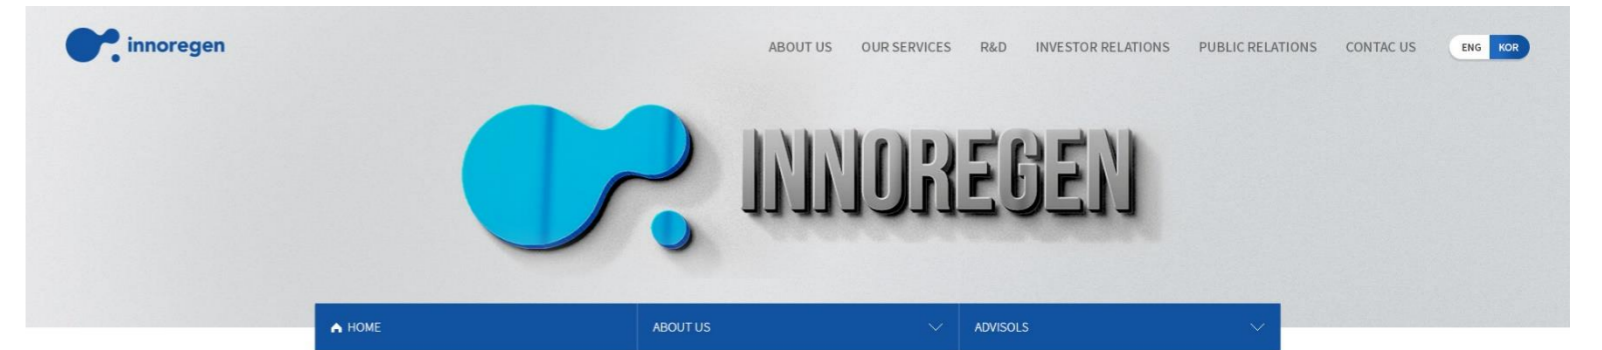 innoregen
ABOUT US OUR SERVICES R&D INVESTOR RELATIONS PUBLIC RELATIONS CONTAC US ENG KOR
INNOREGEN
HOME ABOUT US ADVISOLS